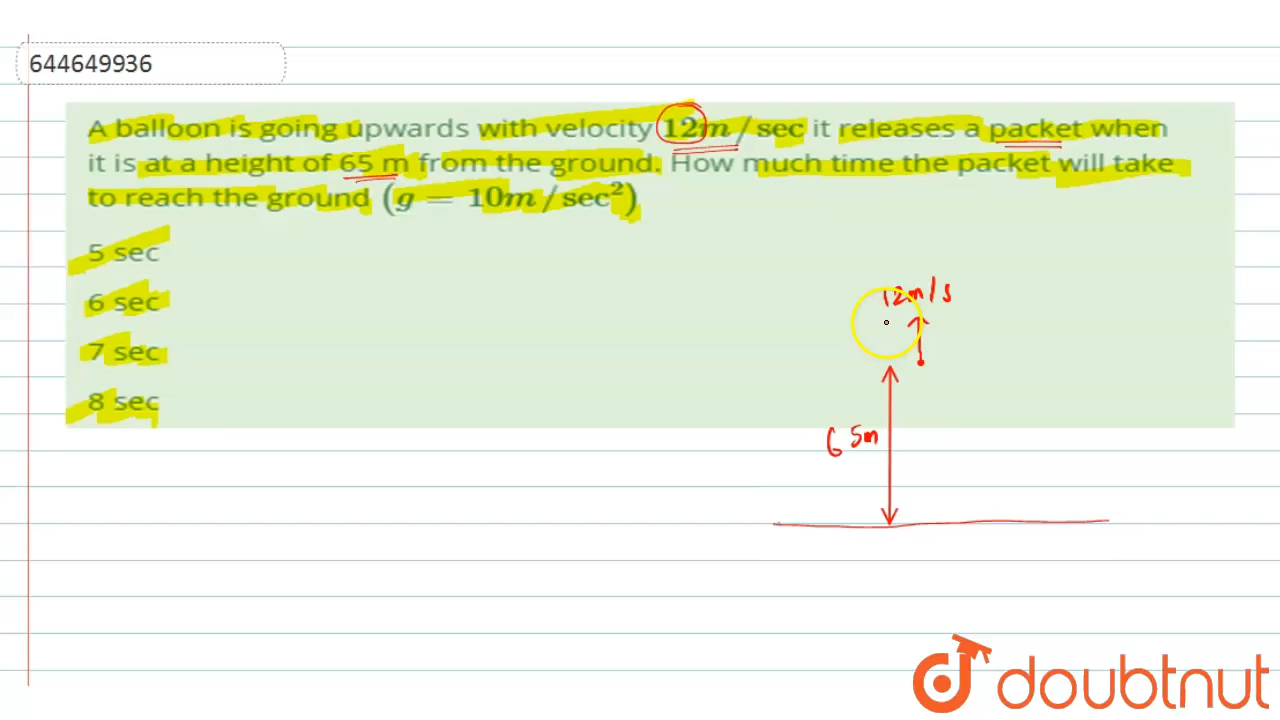 644649936
A balloon is going upwards with velocity 12m/sec it releases a packet when
it is at a height of 65 m from the ground. How much time the packet will take
to reach the ground (g = 10m/sec²)
5 sec
6 sec
7 sec
8 sec
12m/s
65m
doubtnut